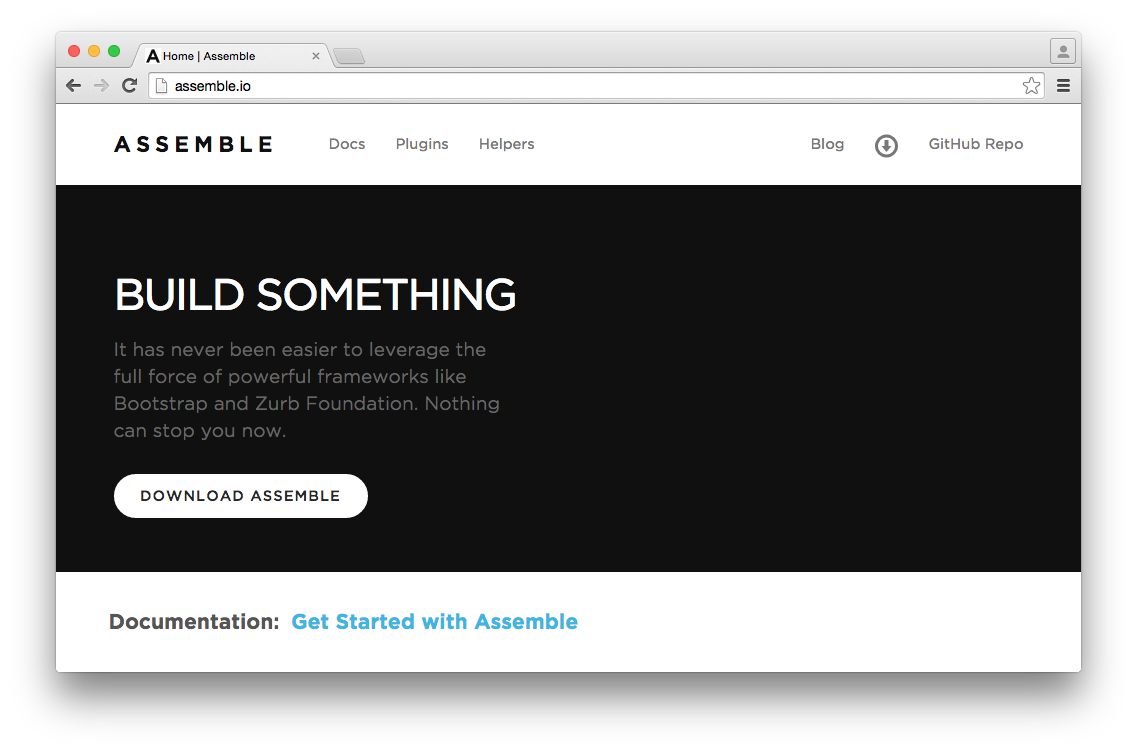 Home | Assemble
assemble.io
ASSEMBLE Docs Plugins Helpers Blog GitHub Repo
BUILD SOMETHING
It has never been easier to leverage the
full force of powerful frameworks like
Bootstrap and Zurb Foundation. Nothing
can stop you now.
DOWNLOAD ASSEMBLE
Documentation: Get Started with Assemble